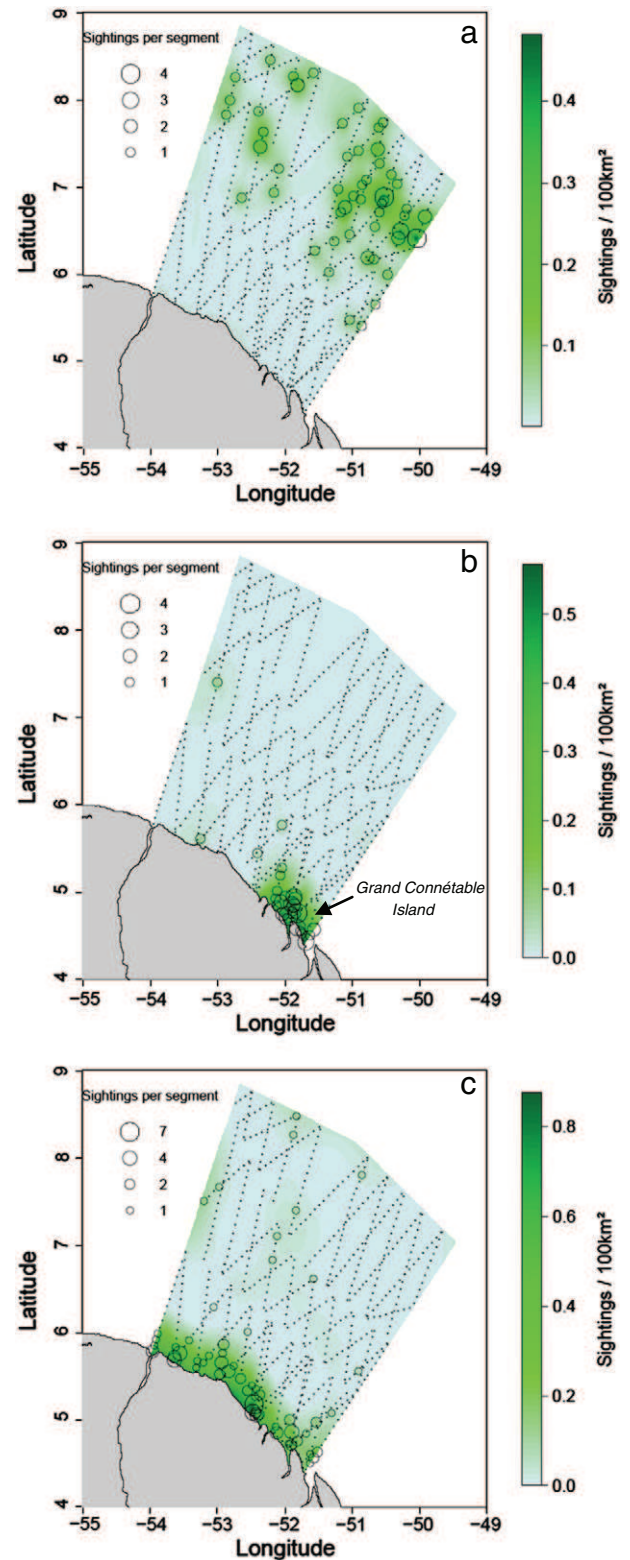 a
Sightings per segment
4
3
2
1
9
8
7
6
5
4
Latitude
-55 -54 -53 -52 -51 -50 -49
Longitude
0.4
0.3
0.2
0.1
Sightings / 100km²
b
Sightings per segment
4
3
2
1
9
8
7
6
5
4
Latitude
Grand Connétable
Island
-55 -54 -53 -52 -51 -50 -49
Longitude
0.5
0.4
0.3
0.2
0.1
0.0
Sightings / 100km²
c
Sightings per segment
7
4
2
1
9
8
7
6
5
4
Latitude
-55 -54 -53 -52 -51 -50 -49
Longitude
0.8
0.6
0.4
0.2
0.0
Sightings / 100km²